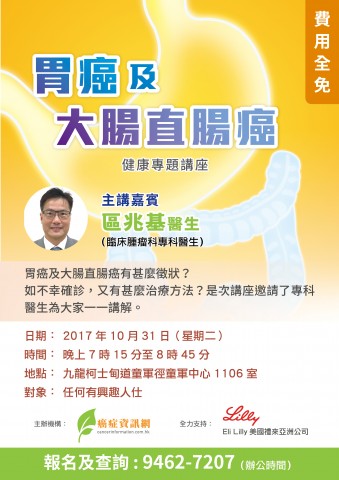 費用全免
胃癌及
大腸直腸癌
健康專題講座
主講嘉賓
區兆基醫生
(臨床腫瘤科專科醫生)
胃癌及大腸直腸癌有甚麼徵狀？
如不幸確診，又有甚麼治療方法？是次講座邀請了專科
醫生為大家一一講解。
日期： 2017 年 10 月 31 日 ( 星期二 )
時間： 晚上 7 時 15 分至 8 時 45 分
地點： 九龍柯士甸道童軍徑童軍中心 1106 室
對象： 任何有興趣人仕
主辦機構：
癌症資訊網
cancerinformation.com.hk
全力支持：
Lilly
Eli Lilly 美國禮來亞洲公司
報名及查詢 : 9462-7207 (辦公時間)